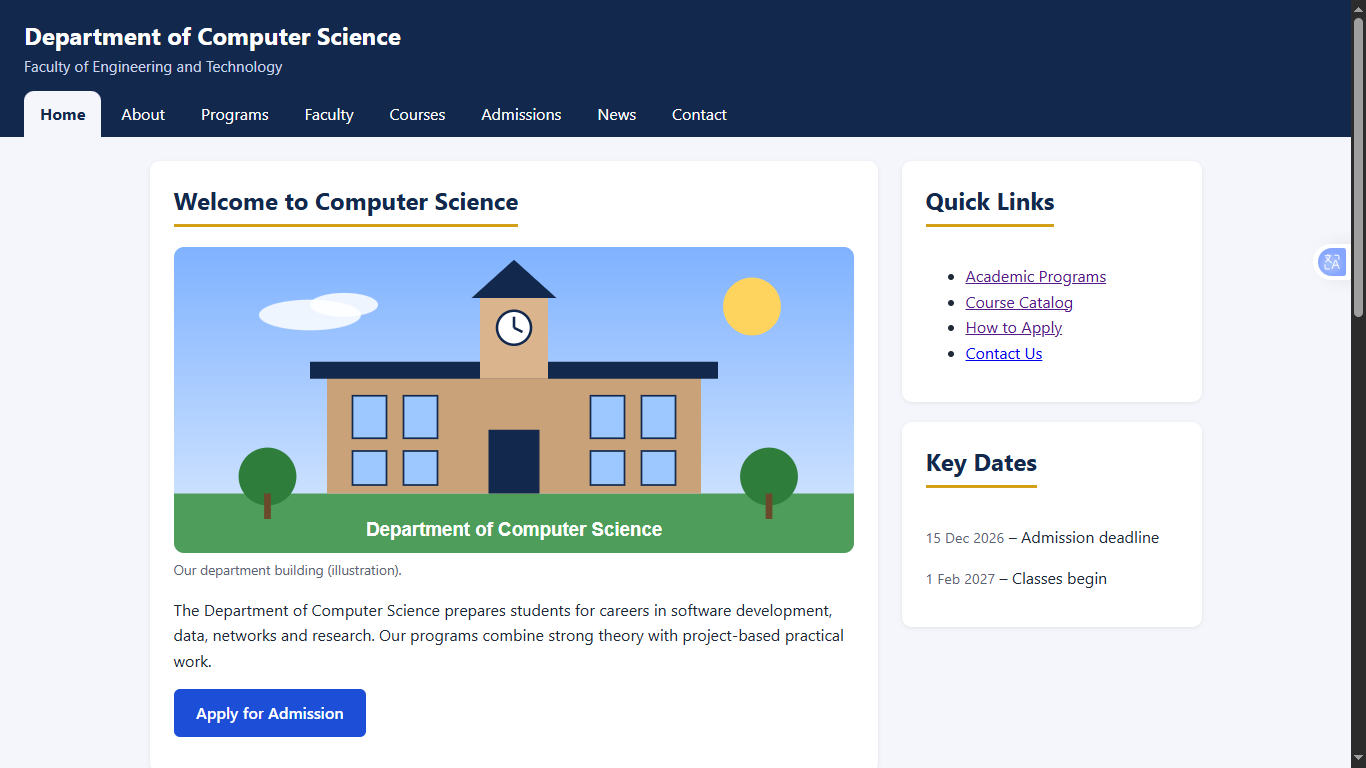 Department of Computer Science
Faculty of Engineering and Technology
Home
About
Programs
Faculty
Courses
Admissions
News
Contact
Welcome to Computer Science
Department of Computer Science
Our department building (illustration).
The Department of Computer Science prepares students for careers in software development,
data, networks and research. Our programs combine strong theory with project-based practical
work.
Apply for Admission
Quick Links
Academic Programs
Course Catalog
How to Apply
Contact Us
Key Dates
15 Dec 2026 – Admission deadline
1 Feb 2027 – Classes begin